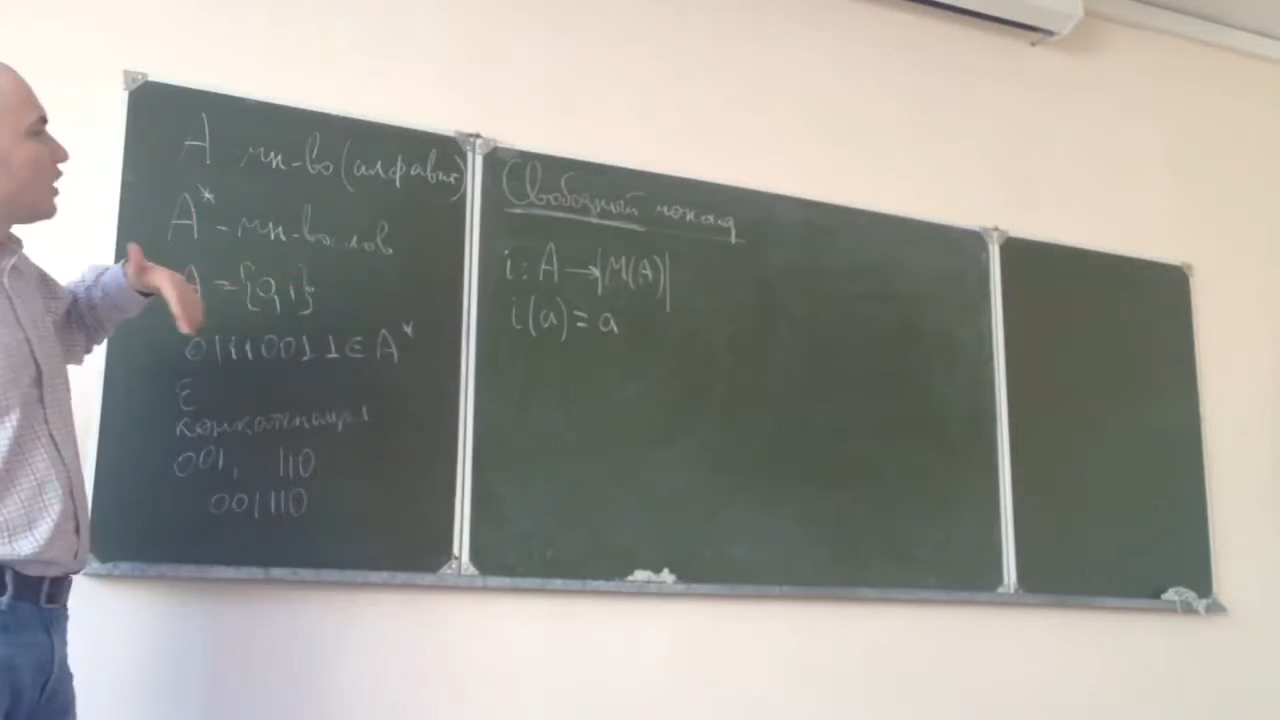 A мн-во (алфавит)
A* - мн-во слов
A = {0,1}
01110011 ∈ A*
ε
конкатенация
001, 110
001110
Свободный моноид
i: A → |M(A)|
i(a) = a